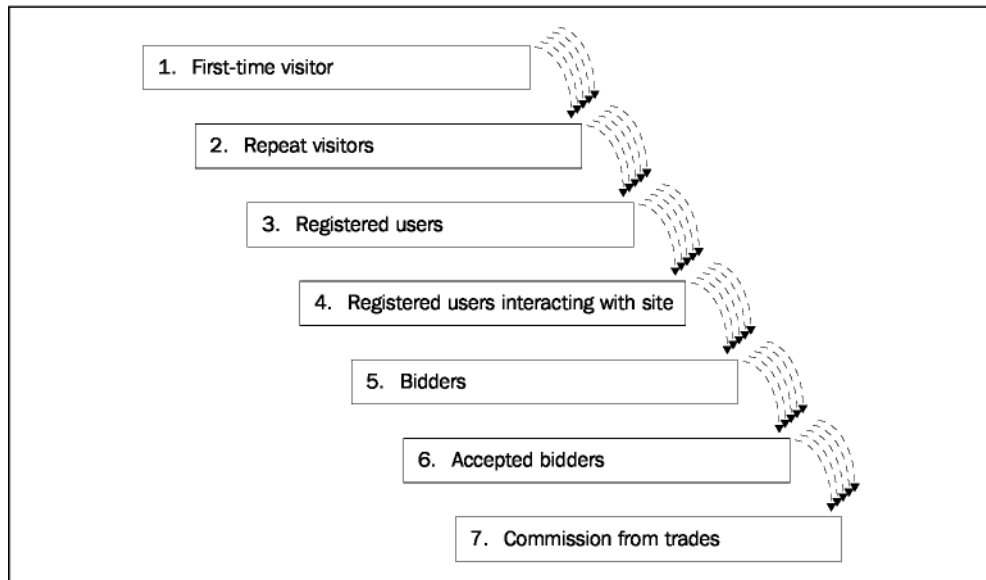 1. First-time visitor
2. Repeat visitors
3. Registered users
4. Registered users interacting with site
5. Bidders
6. Accepted bidders
7. Commission from trades